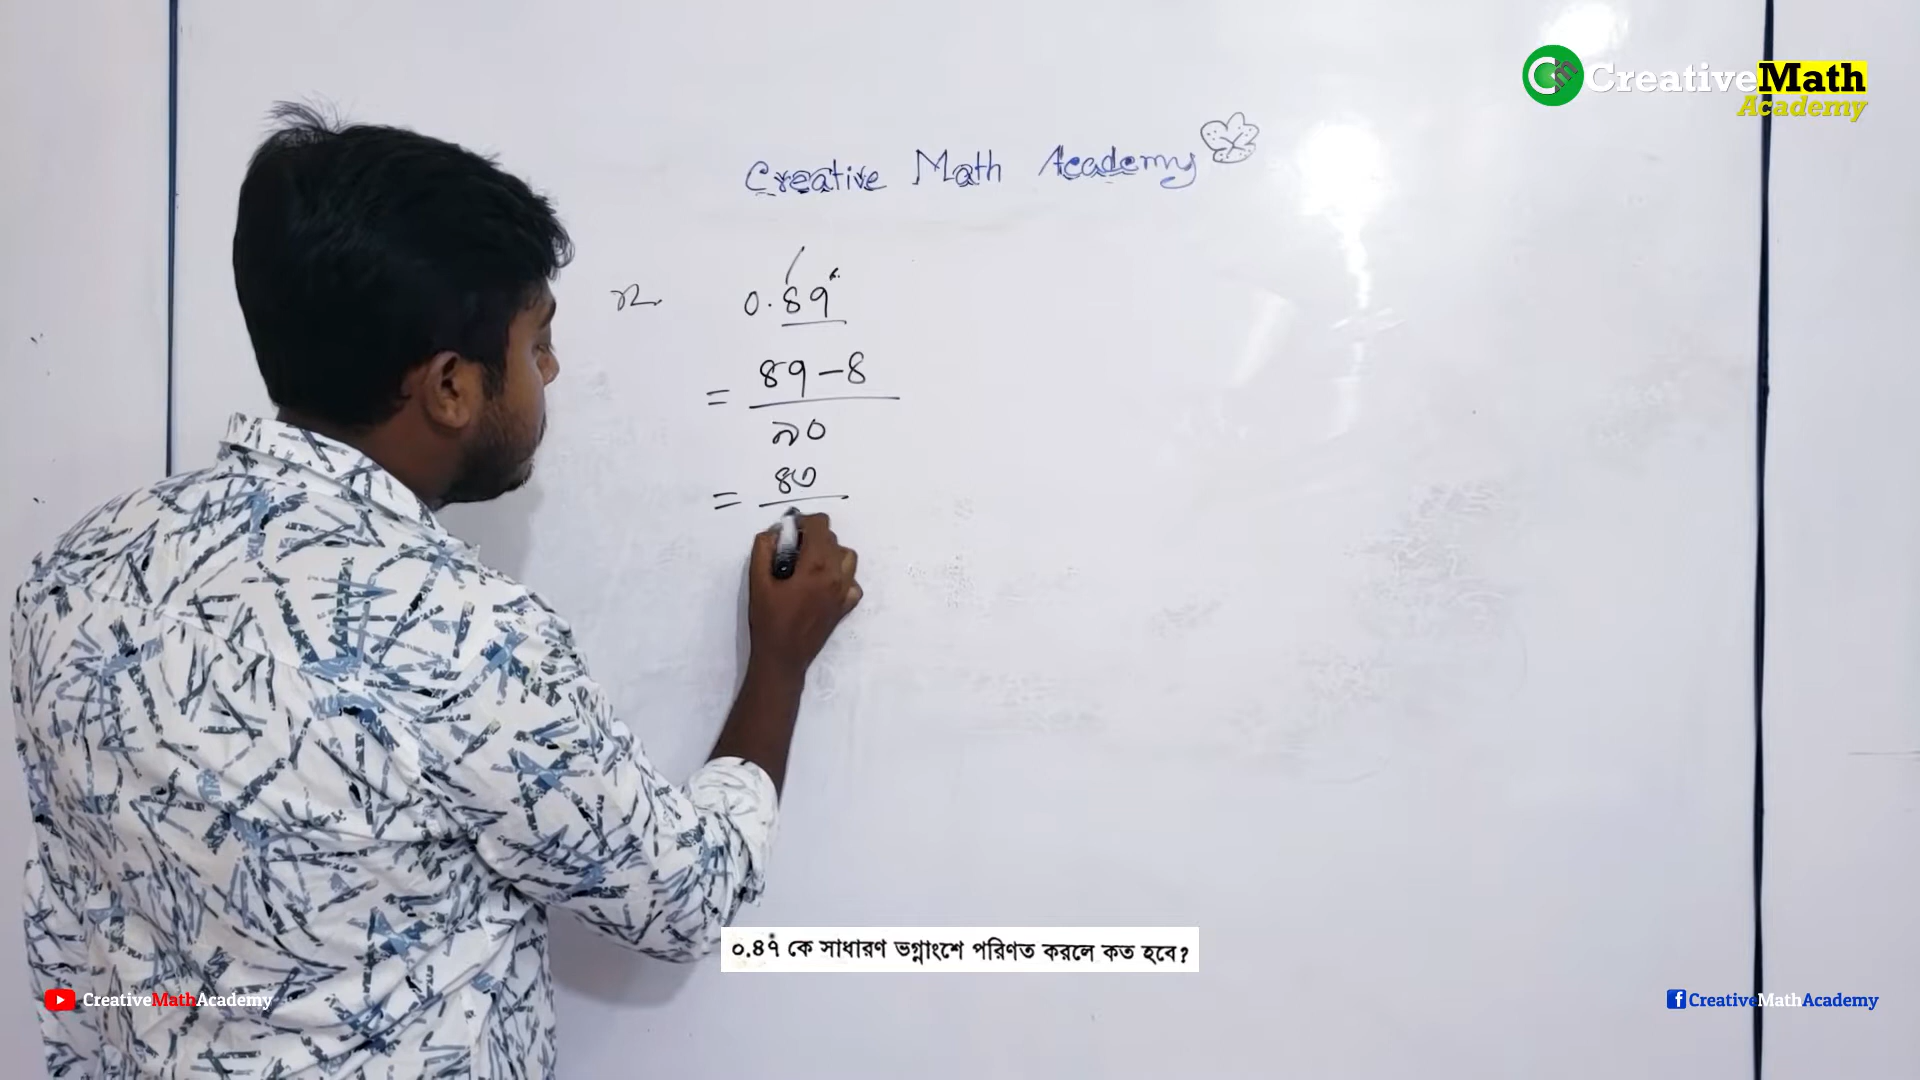 CreativeMath
Academy
Creative Math Academy
০.৪৭
= ৪৭-৪
৯০
= ৪৩
০.৪৭̇ কে সাধারণ ভগ্নাংশে পরিণত করলে কত হবে?
CreativeMathAcademy
f CreativeMathAcademy